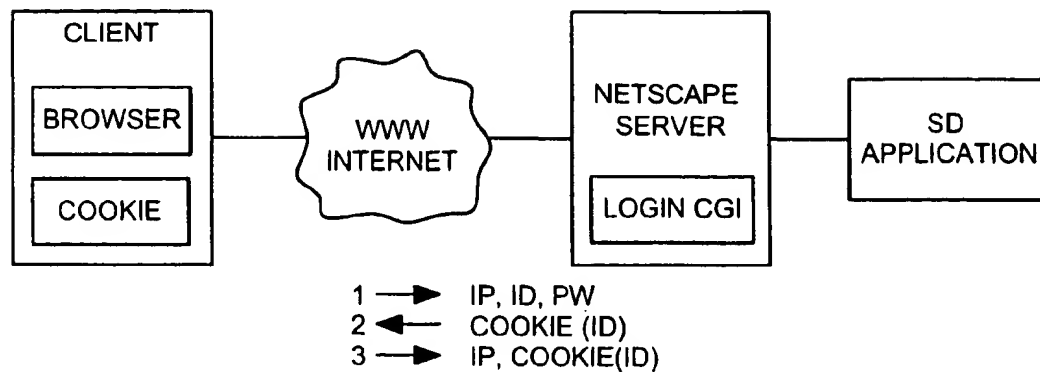 CLIENT
BROWSER
COOKIE
WWW
INTERNET
NETSCAPE
SERVER
LOGIN CGI
SD
APPLICATION
1 → IP, ID, PW
2 ← COOKIE (ID)
3 → IP, COOKIE(ID)